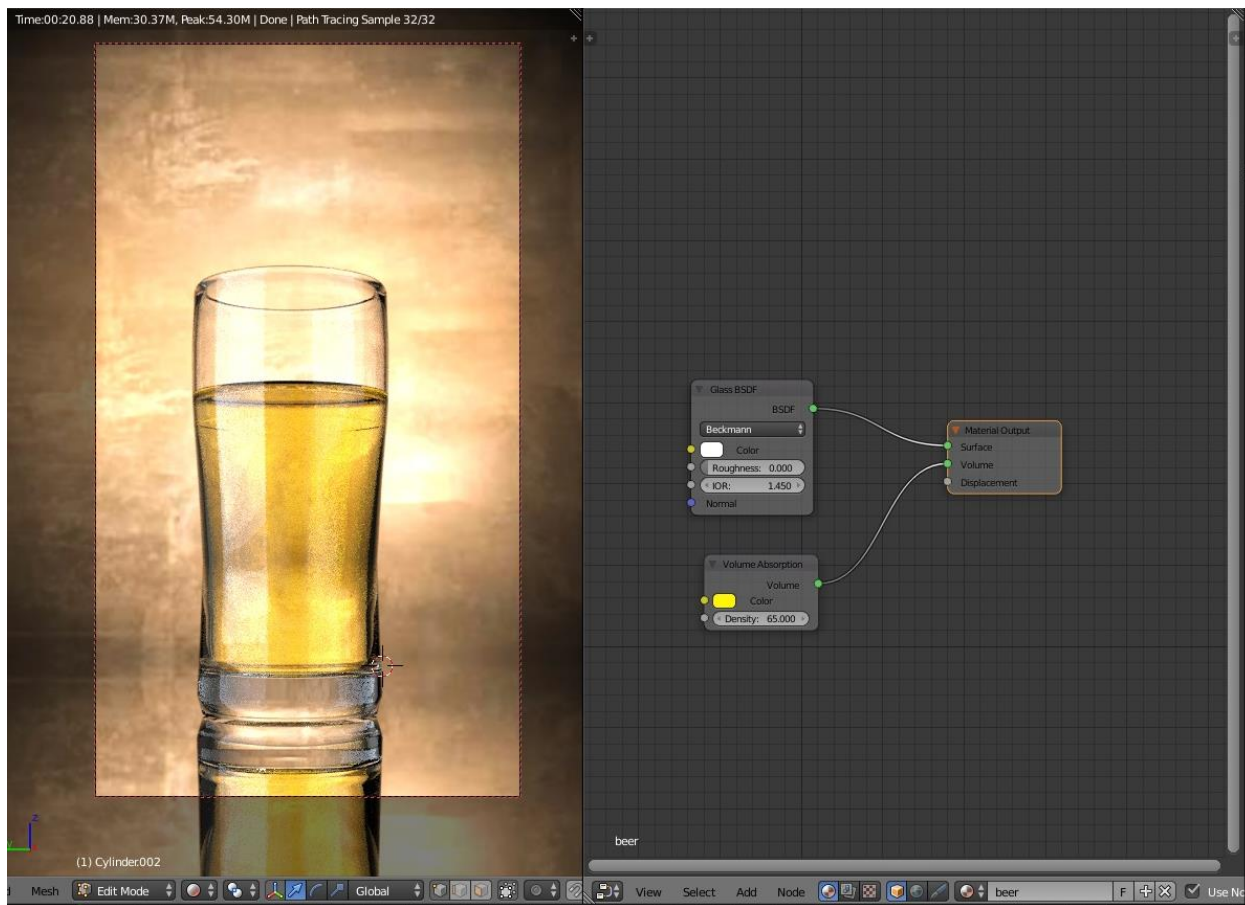 Time:00:20.88 | Mem:30.37M, Peak:54.30M | Done | Path Tracing Sample 32/32
Glass BSDF
BSDF
Beckmann
Color
Roughness: 0.000
IOR: 1.450
Normal
Material Output
Surface
Volume
Displacement
Volume Absorption
Volume
Color
Density: 65.000
z
y
(1) Cylinder.002
beer
Mesh Edit Mode Global
View Select Add Node beer F Use No